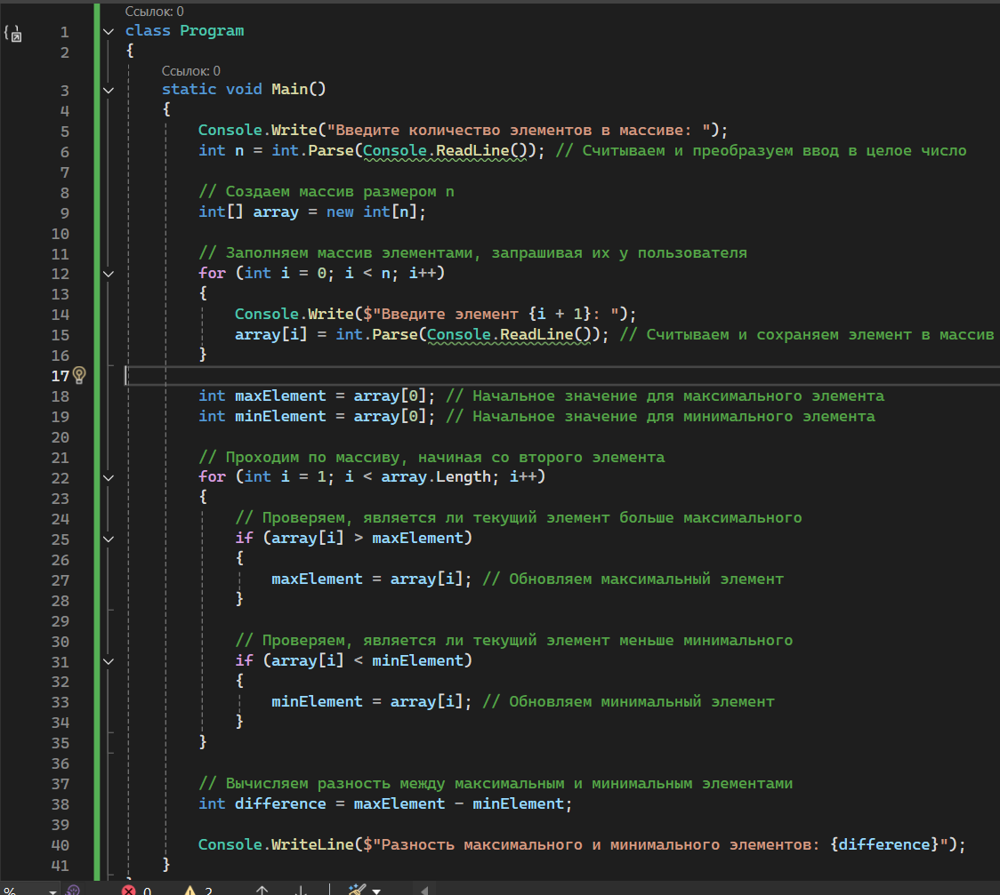 Ссылок: 0
1 class Program
2 {
Ссылок: 0
3 static void Main()
4 {
5 Console.Write("Введите количество элементов в массиве: ");
6 int n = int.Parse(Console.ReadLine()); // Считываем и преобразуем ввод в целое число
7
8 // Создаем массив размером n
9 int[] array = new int[n];
10
11 // Заполняем массив элементами, запрашивая их у пользователя
12 for (int i = 0; i < n; i++)
13 {
14 Console.Write($"Введите элемент {i + 1}: ");
15 array[i] = int.Parse(Console.ReadLine()); // Считываем и сохраняем элемент в массив
16 }
17
18 int maxElement = array[0]; // Начальное значение для максимального элемента
19 int minElement = array[0]; // Начальное значение для минимального элемента
20
21 // Проходим по массиву, начиная со второго элемента
22 for (int i = 1; i < array.Length; i++)
23 {
24 // Проверяем, является ли текущий элемент больше максимального
25 if (array[i] > maxElement)
26 {
27 maxElement = array[i]; // Обновляем максимальный элемент
28 }
29
30 // Проверяем, является ли текущий элемент меньше минимального
31 if (array[i] < minElement)
32 {
33 minElement = array[i]; // Обновляем минимальный элемент
34 }
35 }
36
37 // Вычисляем разность между максимальным и минимальным элементами
38 int difference = maxElement - minElement;
39
40 Console.WriteLine($"Разность максимального и минимального элементов: {difference}");
41 }
% 0 2